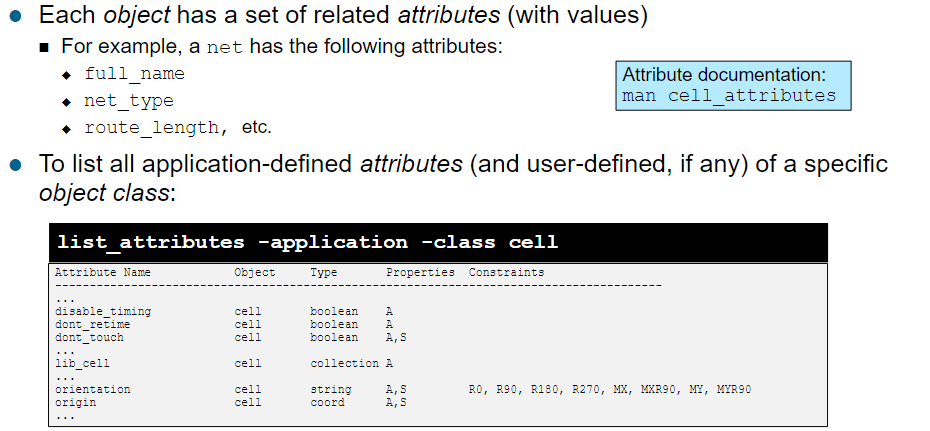 Each object has a set of related attributes (with values)
For example, a net has the following attributes:
full_name
net_type
route_length, etc.
Attribute documentation:
man cell_attributes
To list all application-defined attributes (and user-defined, if any) of a specific
object class:
list_attributes -application -class cell
Attribute Name Object Type Properties Constraints
--------------------------------------------------------------------------------
...
disable_timing cell boolean A
dont_retime cell boolean A
dont_touch cell boolean A,S
...
lib_cell cell collection A
...
orientation cell string A,S R0, R90, R180, R270, MX, MXR90, MY, MYR90
origin cell coord A,S
...